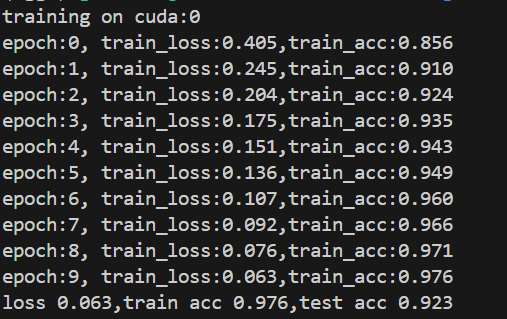 training on cuda:0
epoch:0, train_loss:0.405,train_acc:0.856
epoch:1, train_loss:0.245,train_acc:0.910
epoch:2, train_loss:0.204,train_acc:0.924
epoch:3, train_loss:0.175,train_acc:0.935
epoch:4, train_loss:0.151,train_acc:0.943
epoch:5, train_loss:0.136,train_acc:0.949
epoch:6, train_loss:0.107,train_acc:0.960
epoch:7, train_loss:0.092,train_acc:0.966
epoch:8, train_loss:0.076,train_acc:0.971
epoch:9, train_loss:0.063,train_acc:0.976
loss 0.063,train acc 0.976,test acc 0.923